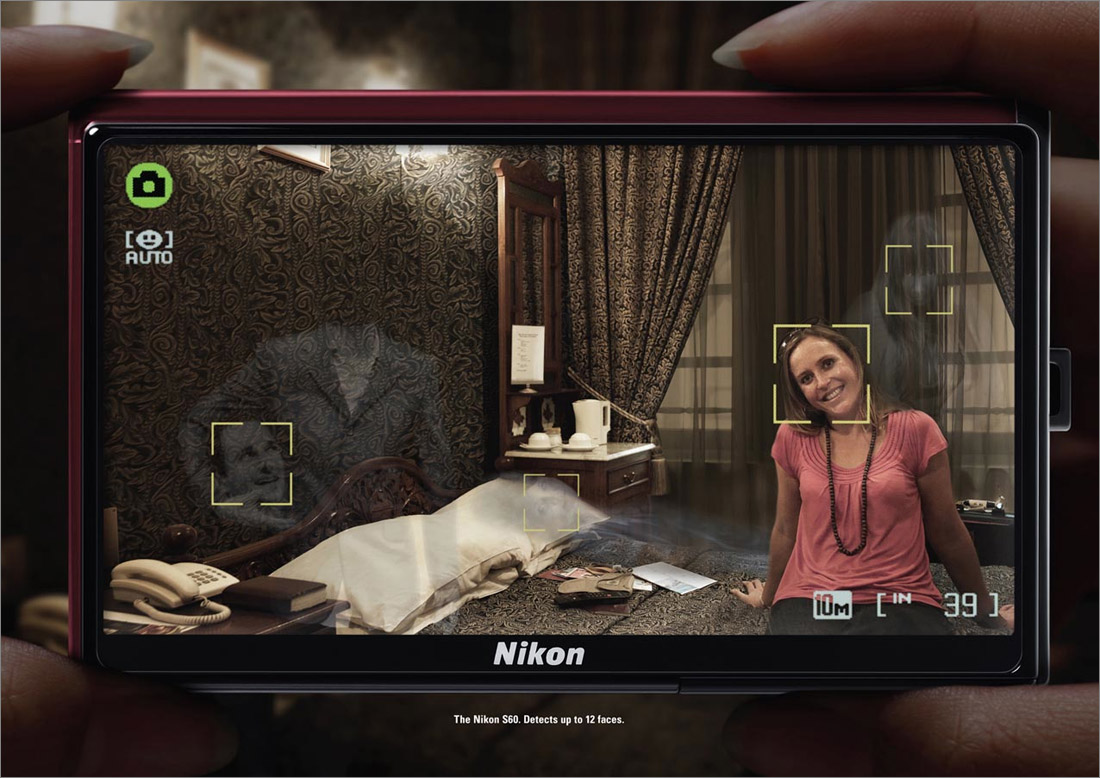 AUTO
10M [ IN 39 ]
Nikon
The Nikon S60. Detects up to 12 faces.